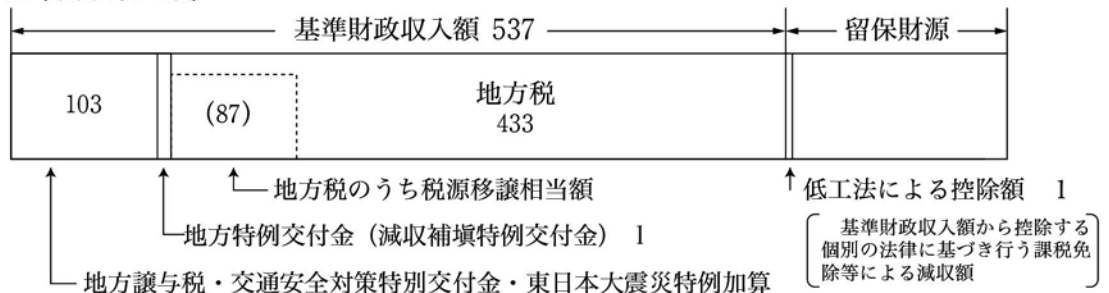 基準財政収入額 537
留保財源
103
(87)
地方税
433
地方税のうち税源移譲相当額
低工法による控除額 1
地方特例交付金(減収補塡特例交付金) 1
基準財政収入額から控除する
個別の法律に基づき行う課税免
除等による減収額
地方譲与税・交通安全対策特別交付金・東日本大震災特例加算